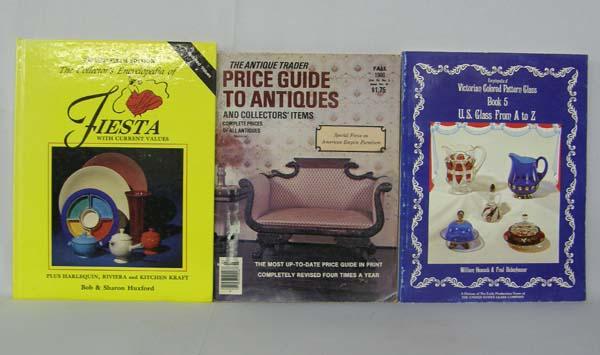 The Collector's Encyclopedia of
FIESTA
WITH CURRENT VALUES
PLUS HARLEQUIN, RIVIERA and KITCHEN KRAFT
Bob & Sharon Huxford
THE ANTIQUE TRADER
PRICE GUIDE
TO ANTIQUES
AND COLLECTORS' ITEMS
COMPLETE PRICES
OF ALL ANTIQUES
FALL
$1.75
Special Focus on
American Empire Furniture
THE MOST UP-TO-DATE PRICE GUIDE IN PRINT
COMPLETELY REVISED FOUR TIMES A YEAR
Encyclopedia of
Victorian Colored Pattern Glass
Book 5
U.S. Glass From A to Z
William Heacock & Fred Bickenheuser